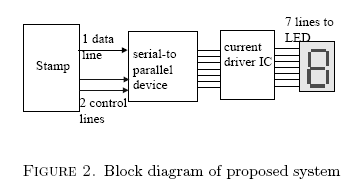 7 lines to
LED
1 data
line
Stamp
serial-to
parallel
device
current
driver IC
2 control
lines
FIGURE 2. Block diagram of proposed system